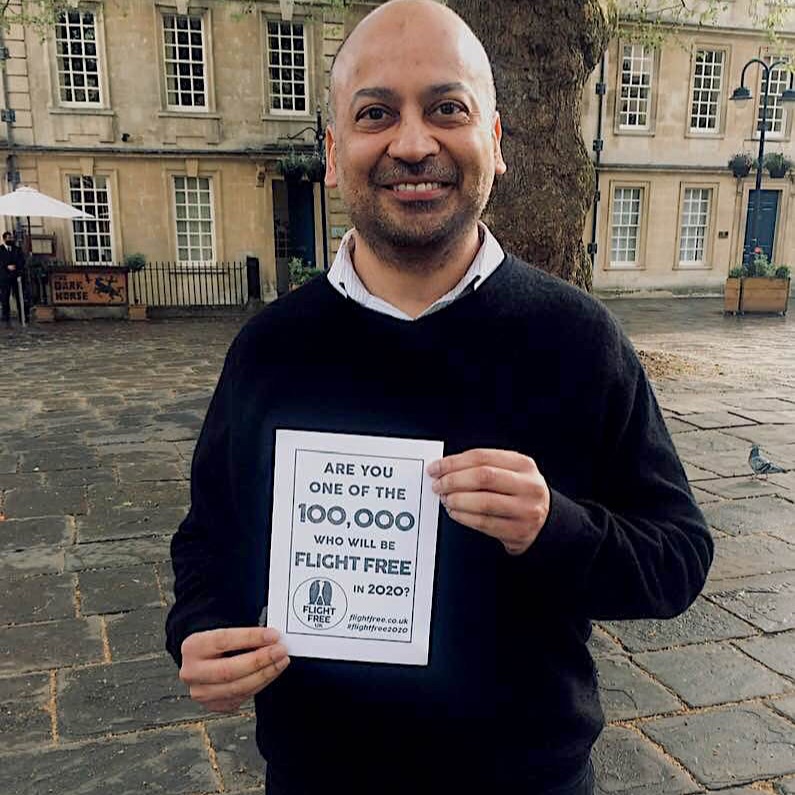 THE
DARK
HORSE
ARE YOU
ONE OF THE
100,000
WHO WILL BE
FLIGHT FREE
IN 2020?
FLIGHT
FREE
UK
flightfree.co.uk
#flightfree2020